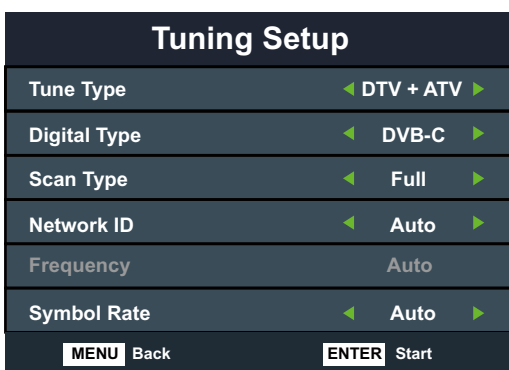 Tuning Setup
Tune Type DTV + ATV
Digital Type DVB-C
Scan Type Full
Network ID Auto
Frequency Auto
Symbol Rate Auto
MENU Back ENTER Start